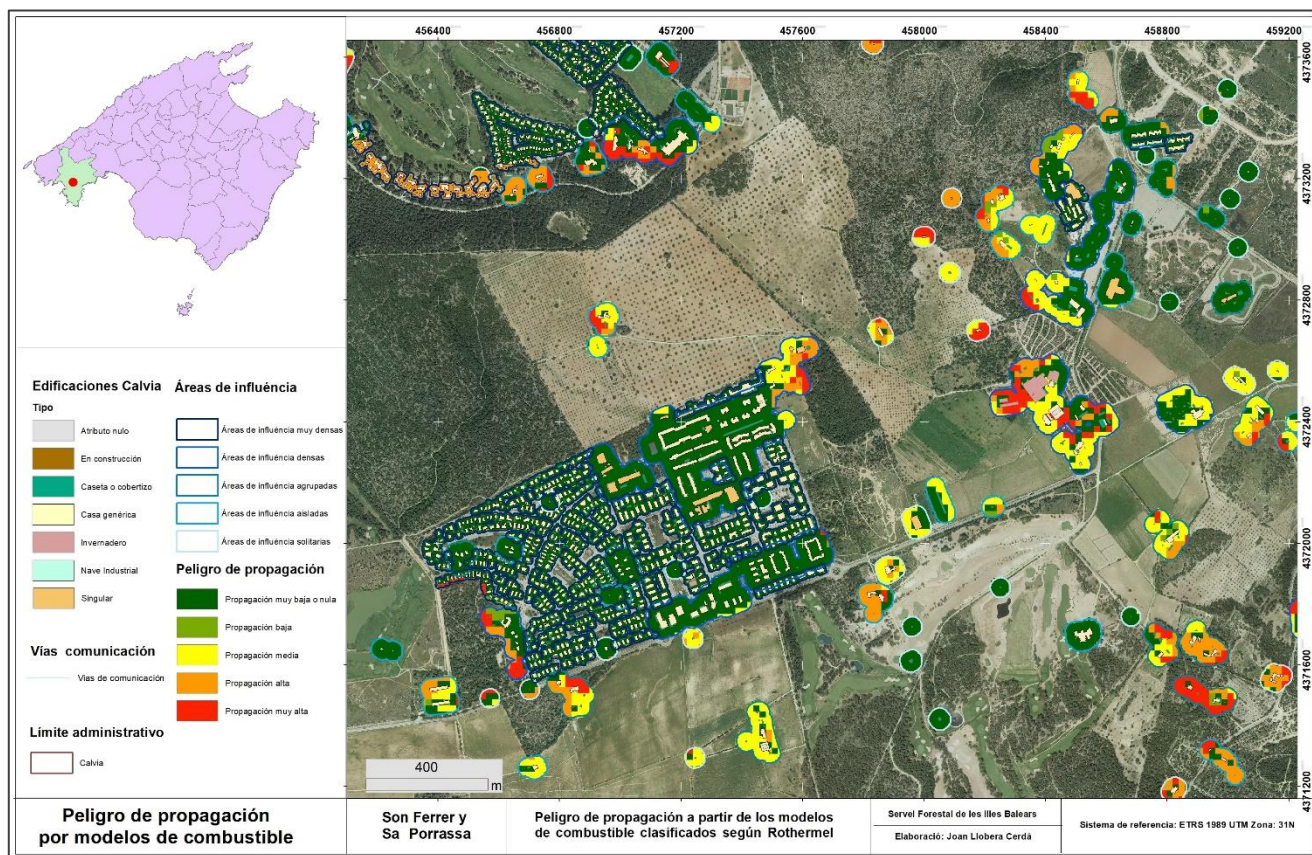 456400
456800
457200
457600
458000
458400
458800
459200
4373600
4373200
4372800
4372400
4372000
4371600
4371200
Edificaciones Calvia
Tipo
Atributo nulo
En construcción
Caseta o cobertizo
Casa genérica
Invernadero
Nave Industrial
Singular
Vías comunicación
Vías de comunicación
Límite administrativo
Calvia
Áreas de influéncia
Áreas de influéncia muy densas
Áreas de influéncia densas
Áreas de influéncia agrupadas
Áreas de influéncia aisladas
Áreas de influéncia solitarias
Peligro de propagación
Propagación muy baja o nula
Propagación baja
Propagación media
Propagación alta
Propagación muy alta
400
m
Peligro de propagación
por modelos de combustible
Son Ferrer y
Sa Porrassa
Peligro de propagación a partir de los modelos
de combustible clasificados según Rothermel
Servei Forestal de les Illes Balears
Elaboració: Joan Llobera Cerdà
Sistema de referencia: ETRS 1989 UTM Zona: 31N